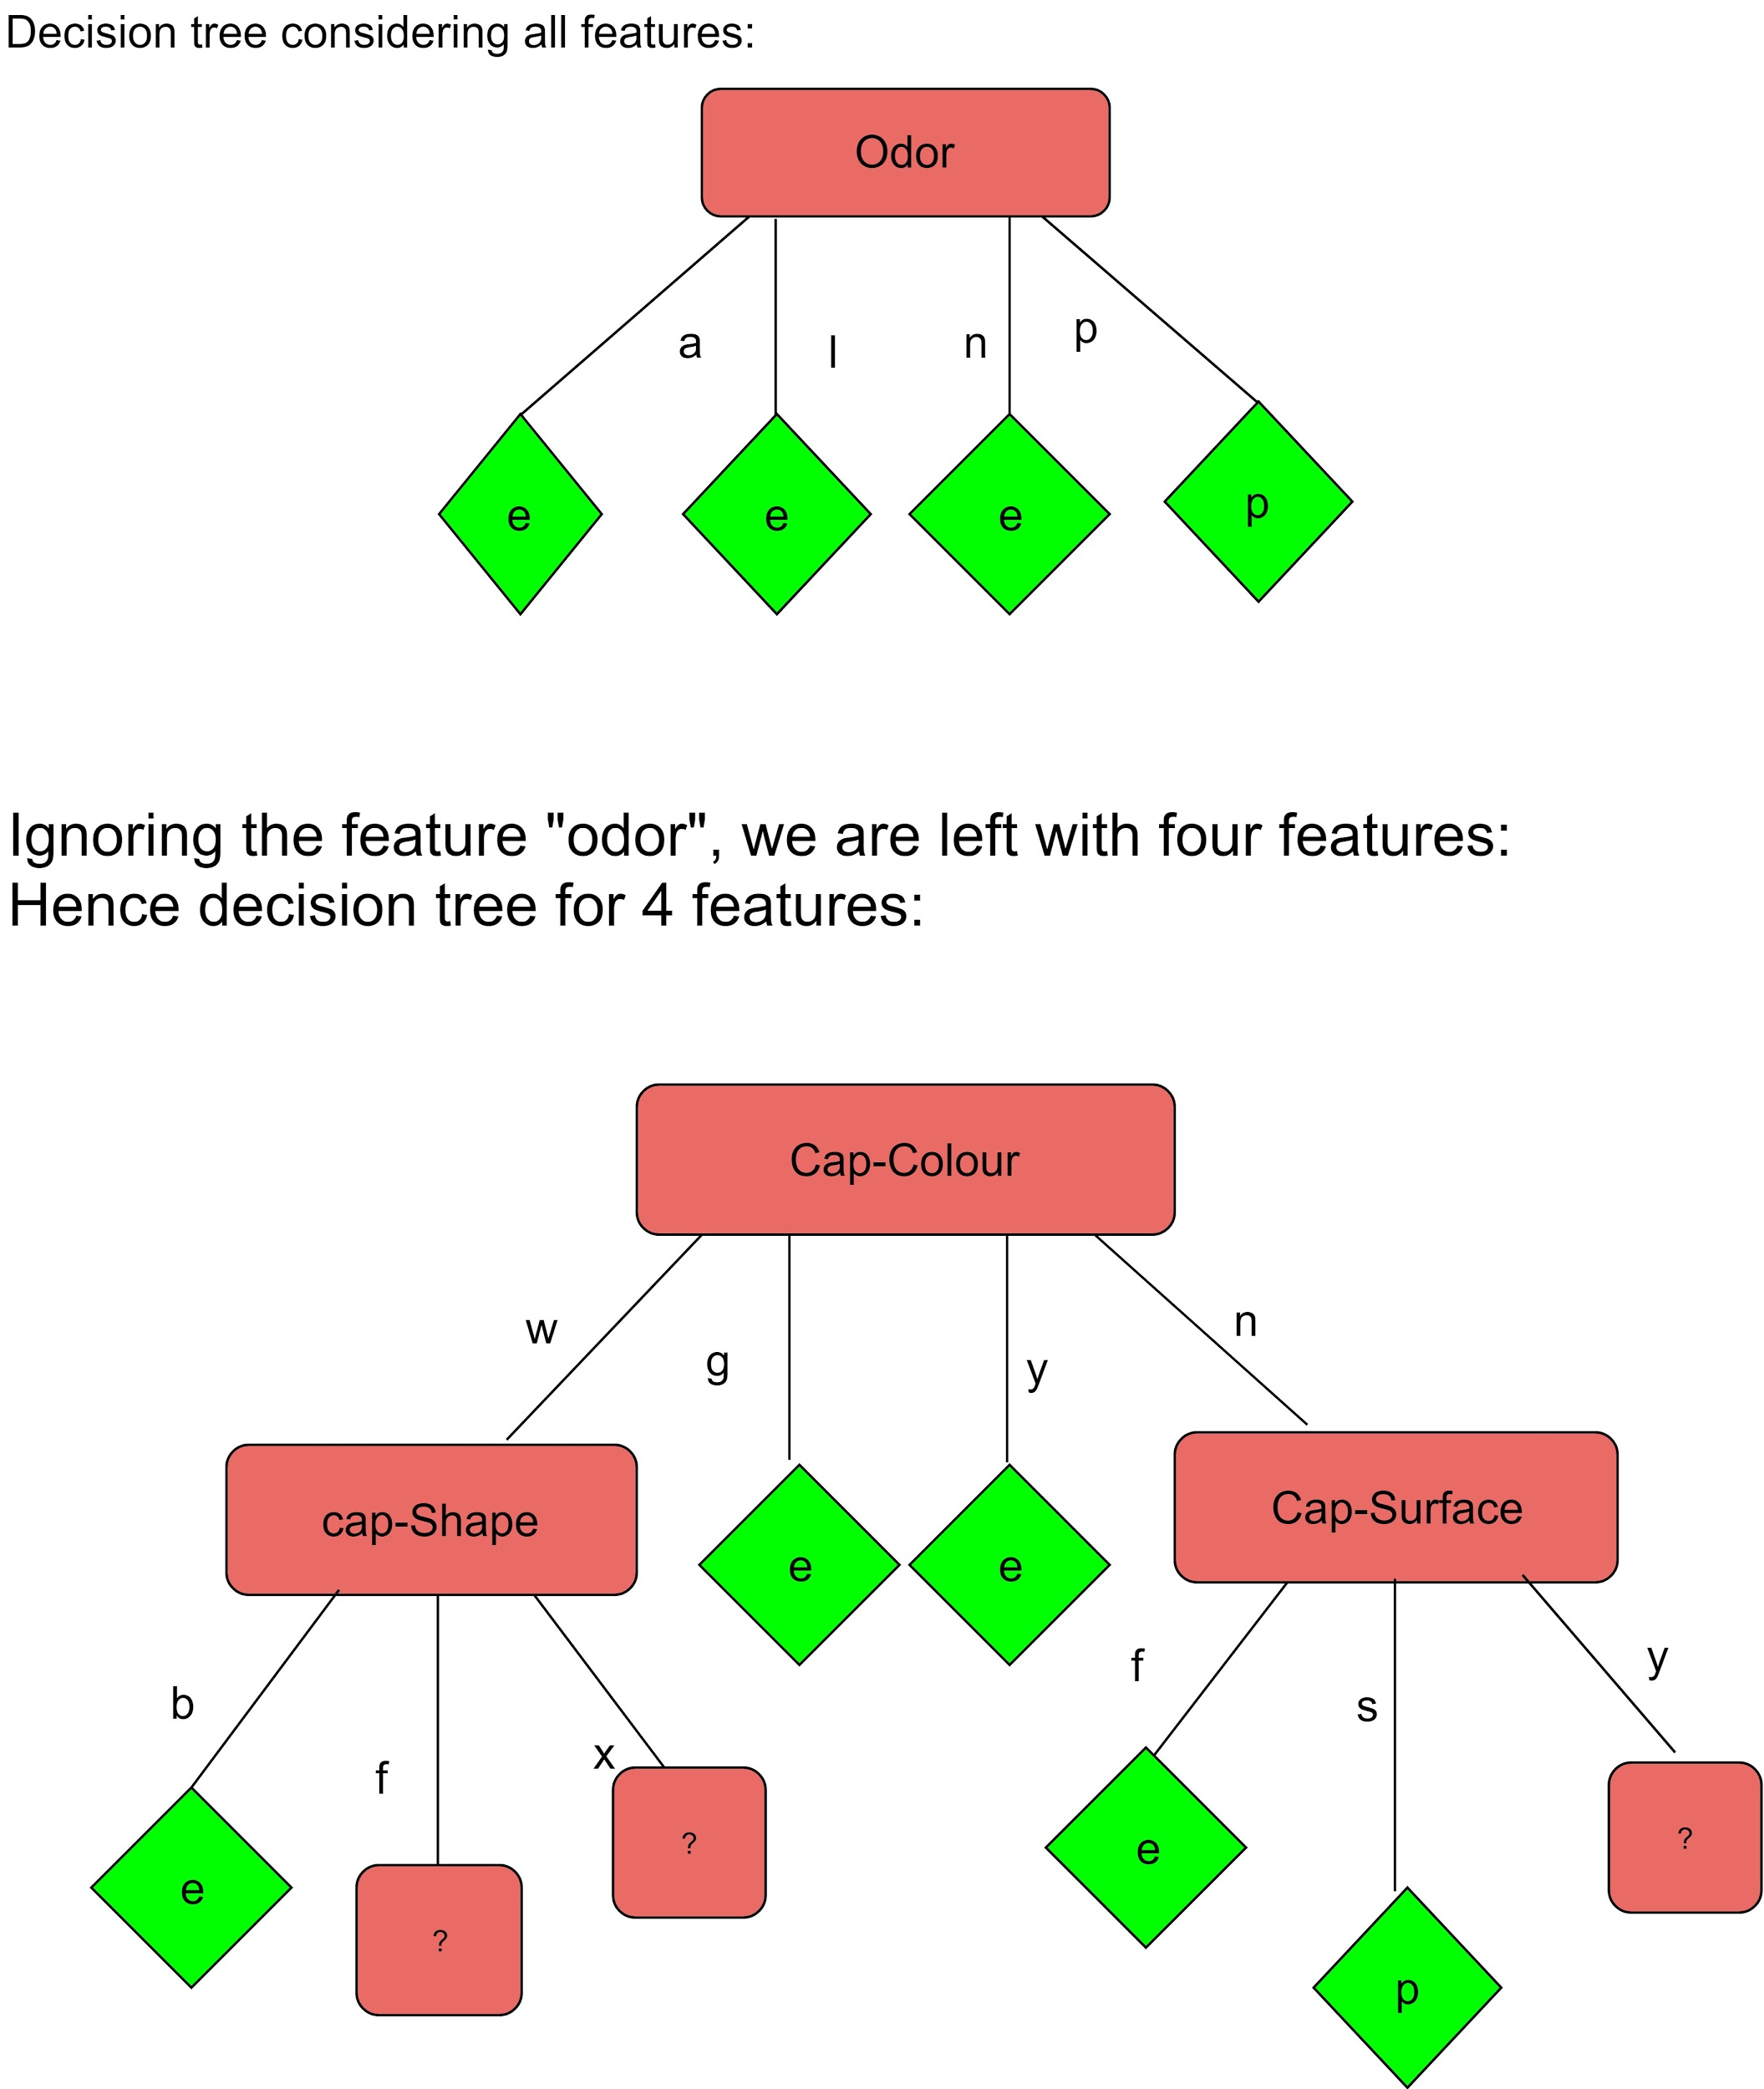 Decision tree considering all features:
Odor
a
l
n
p
e
e
e
p
Ignoring the feature "odor", we are left with four features:
Hence decision tree for 4 features:
Cap-Colour
w
g
y
n
cap-Shape
e
e
Cap-Surface
b
f
x
f
s
y
e
?
?
e
p
?